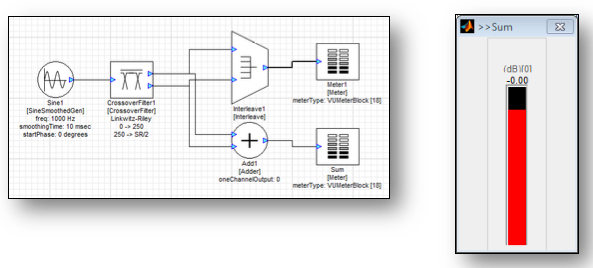 Sine1
[SineSmoothedGen]
freq: 1000 Hz
smoothingTime: 10 msec
startPhase: 0 degrees
CrossoverFilter1
[CrossoverFilter]
Linkwitz-Riley
0 -> 250
250 -> SR/2
Interleave1
[Interleave]
Add1
[Adder]
oneChannelOutput: 0
Meter1
[Meter]
meterType: VUMeterBlock [18]
Sum
[Meter]
meterType: VUMeterBlock [18]
>>Sum
(dB)[0]
-0.00